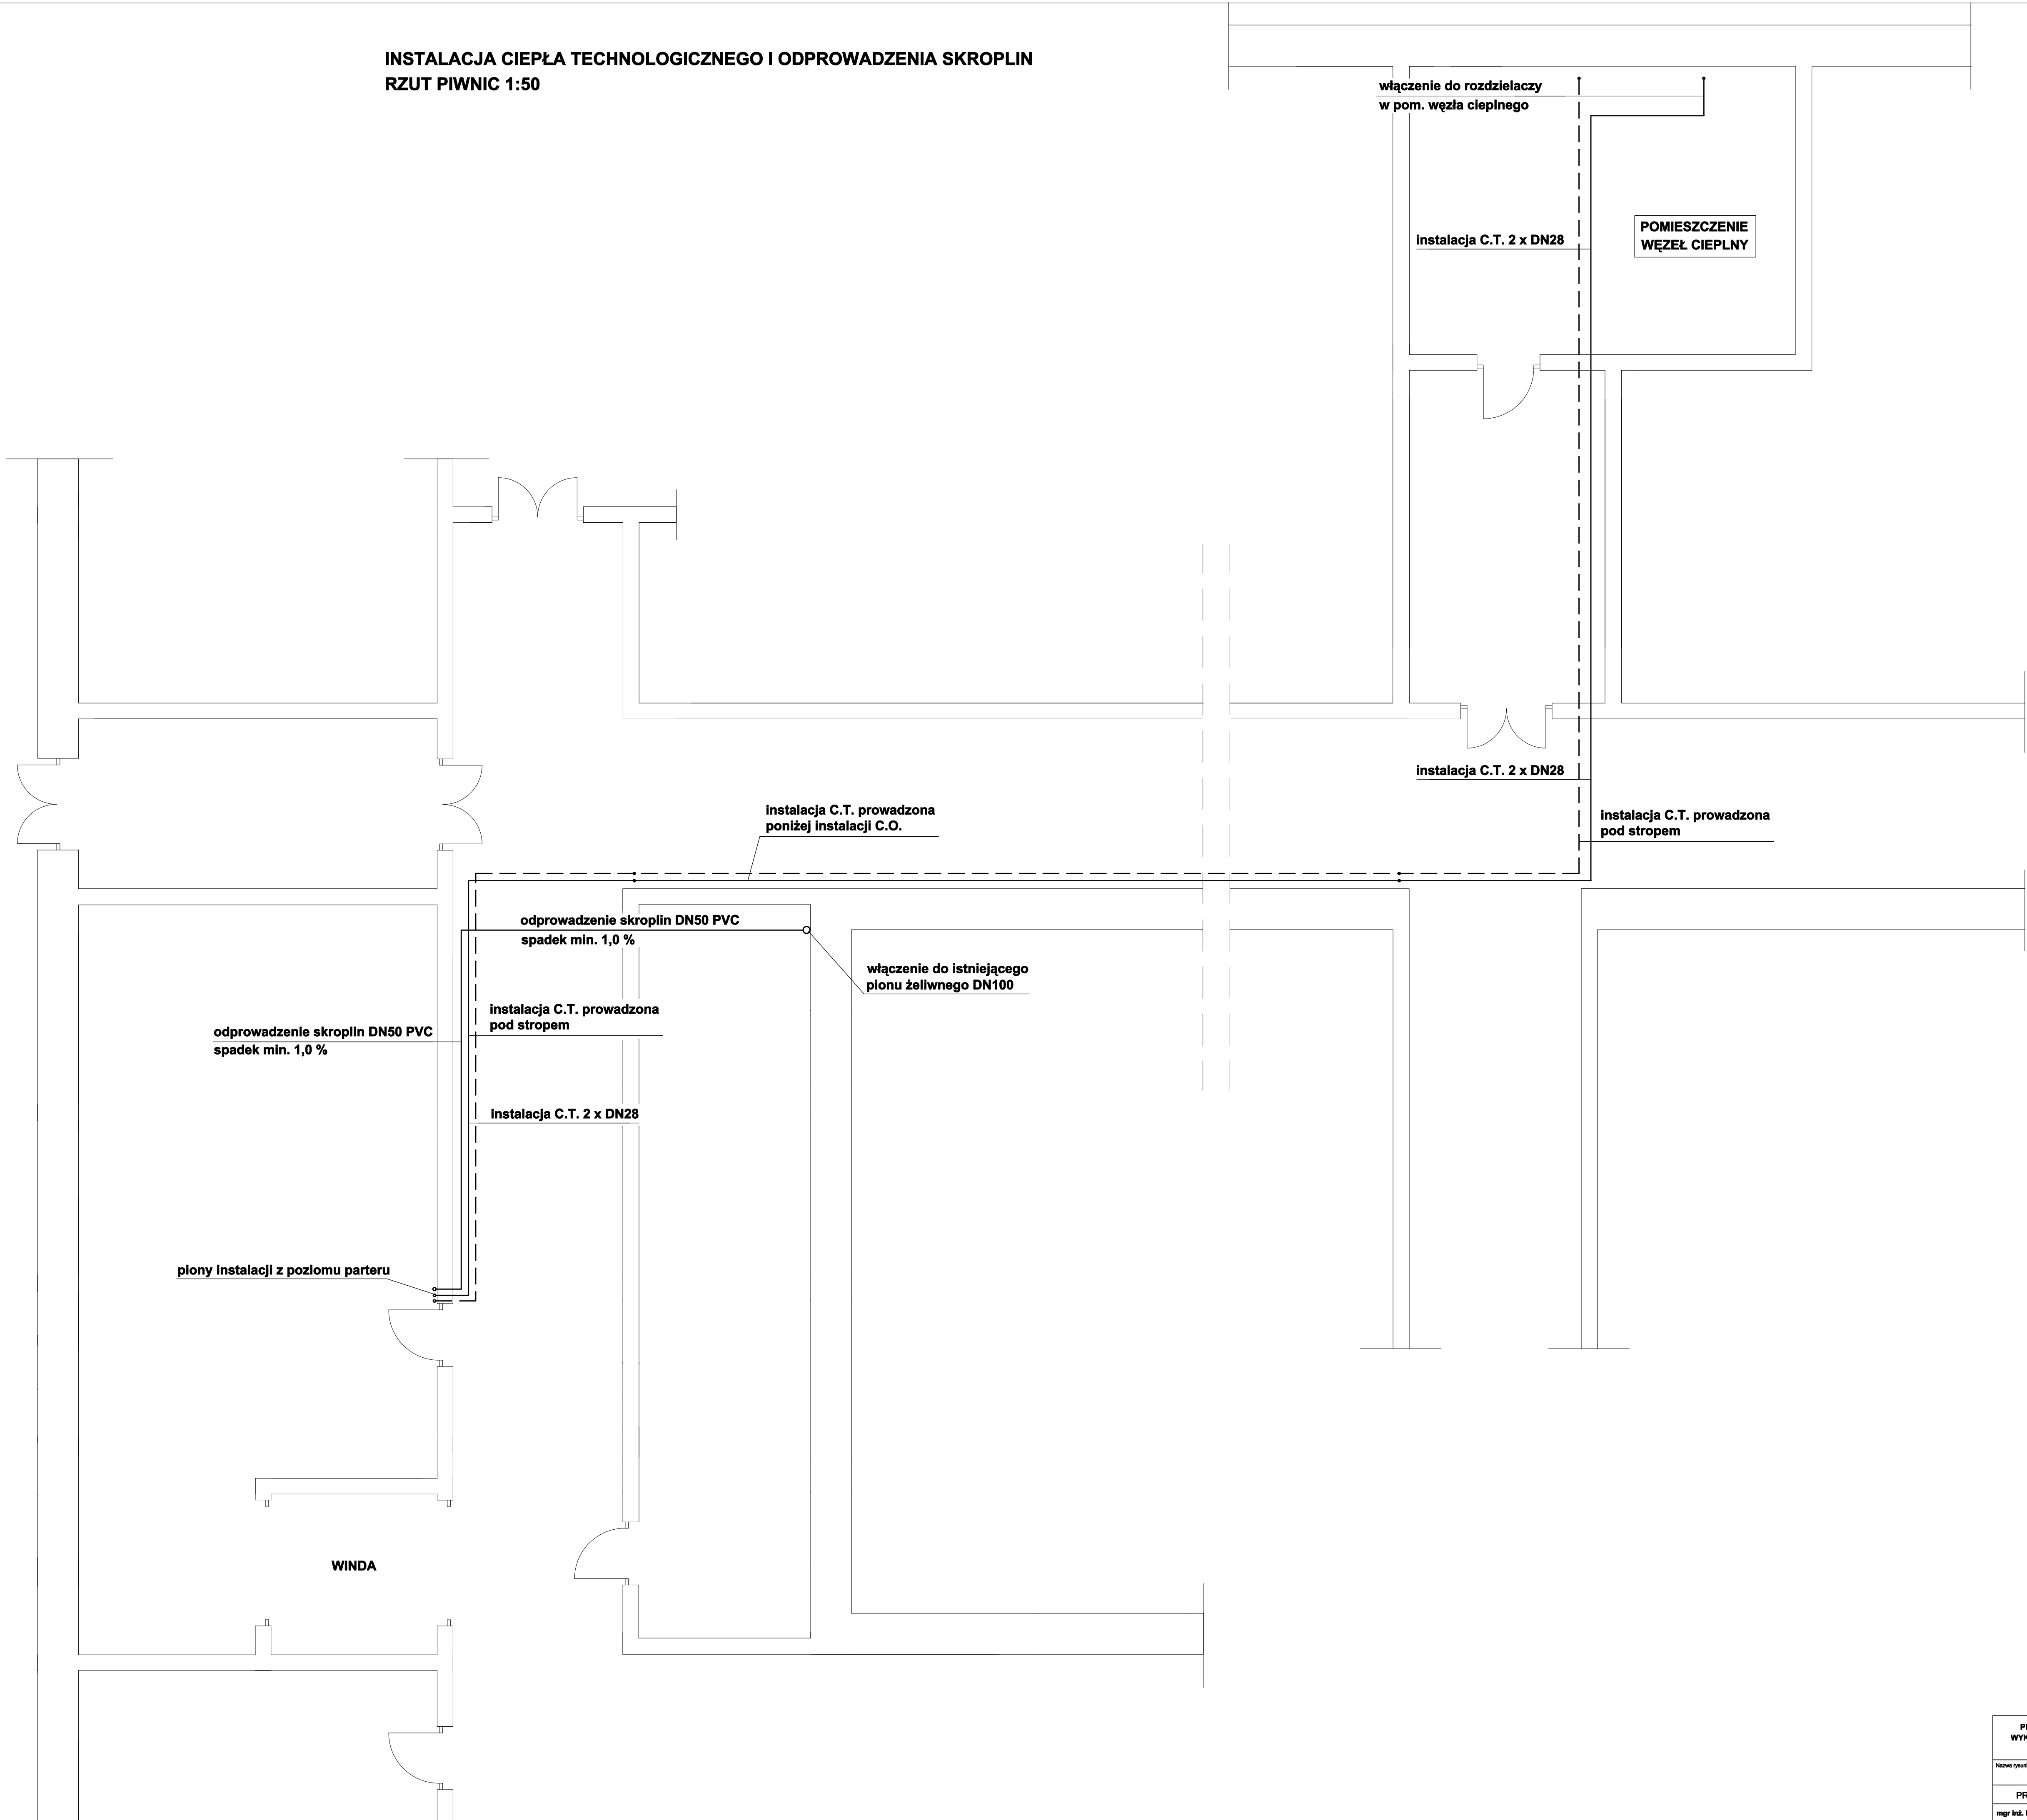 INSTALACJA CIEPŁA TECHNOLOGICZNEGO I ODPROWADZENIA SKROPLIN
RZUT PIWNIC 1:50
włączenie do rozdzielaczy
w pom. węzła cieplnego
POMIESZCZENIE
WĘZEŁ CIEPLNY
instalacja C.T. 2 x DN28
instalacja C.T. 2 x DN28
instalacja C.T. prowadzona
poniżej instalacji C.O.
instalacja C.T. prowadzona
pod stropem
odprowadzenie skroplin DN50 PVC
spadek min. 1,0 %
włączenie do istniejącego
pionu żeliwnego DN100
instalacja C.T. prowadzona
pod stropem
odprowadzenie skroplin DN50 PVC
spadek min. 1,0 %
instalacja C.T. 2 x DN28
piony instalacji z poziomu parteru
WINDA
Nazwa
mgr inż.